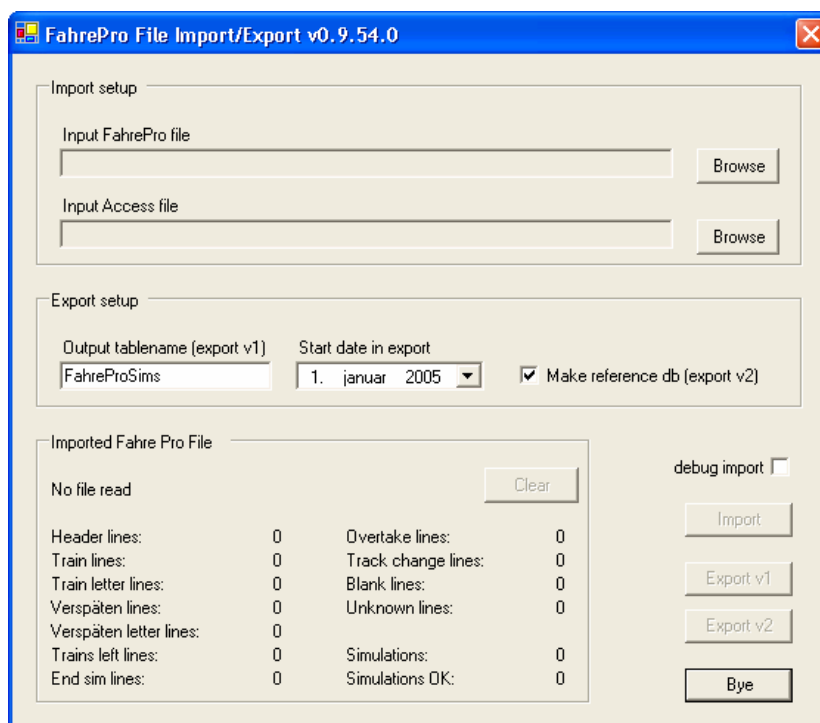 FahrePro File Import/Export v0.9.54.0
Import setup
Input FahrePro file
Browse
Input Access file
Browse
Export setup
Output tablename (export v1)
Start date in export
FahreProSims
1. januar 2005
Make reference db (export v2)
Imported Fahre Pro File
No file read
Clear
Header lines: 0
Overtake lines: 0
Train lines: 0
Track change lines: 0
Train letter lines: 0
Blank lines: 0
Verspäten lines: 0
Unknown lines: 0
Verspäten letter lines: 0
Trains left lines: 0
Simulations: 0
End sim lines: 0
Simulations OK: 0
debug import
Import
Export v1
Export v2
Bye